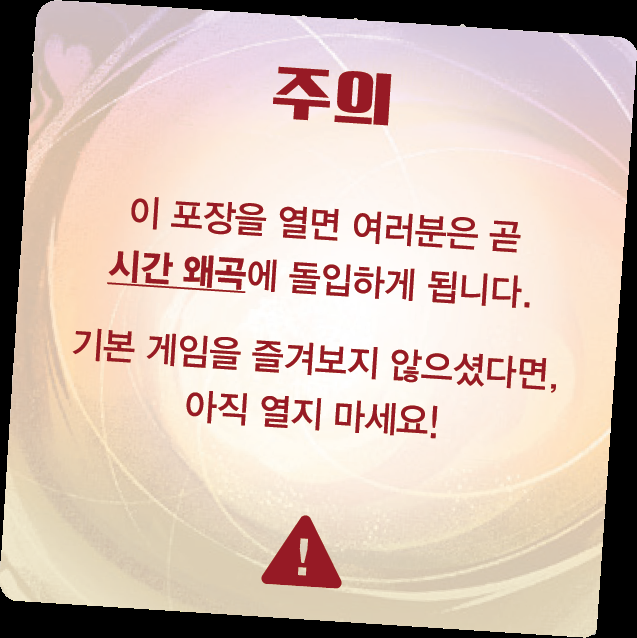 주의
이 포장을 열면 여러분은 곧
시간 왜곡에 돌입하게 됩니다.
기본 게임을 즐겨보지 않으셨다면,
아직 열지 마세요!
!